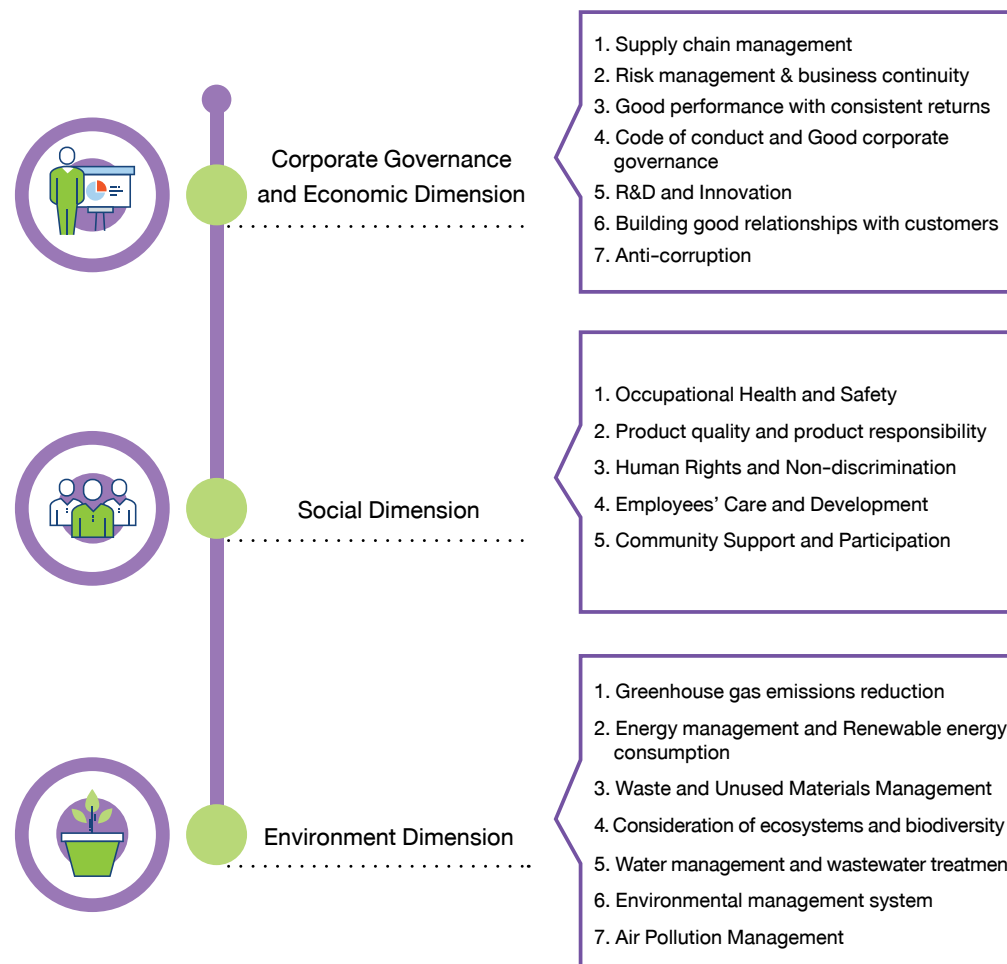 Corporate Governance
and Economic Dimension
1. Supply chain management
2. Risk management & business continuity
3. Good performance with consistent returns
4. Code of conduct and Good corporate
governance
5. R&D and Innovation
6. Building good relationships with customers
7. Anti-corruption
Social Dimension
1. Occupational Health and Safety
2. Product quality and product responsibility
3. Human Rights and Non-discrimination
4. Employees' Care and Development
5. Community Support and Participation
Environment Dimension
1. Greenhouse gas emissions reduction
2. Energy management and Renewable energy
consumption
3. Waste and Unused Materials Management
4. Consideration of ecosystems and biodiversity
5. Water management and wastewater treatmen
6. Environmental management system
7. Air Pollution Management